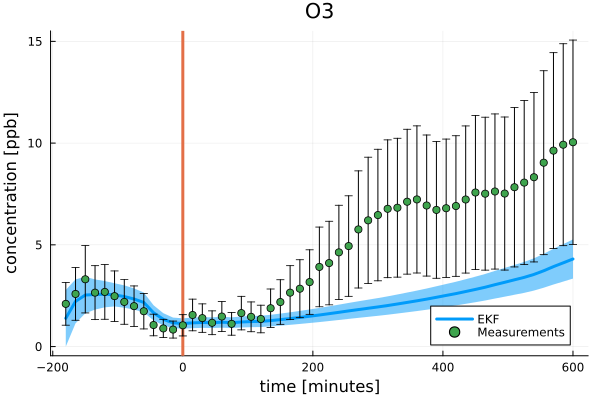 O3
concentration [ppb]
15
10
5
0
−200
0
200
400
600
time [minutes]
EKF
Measurements